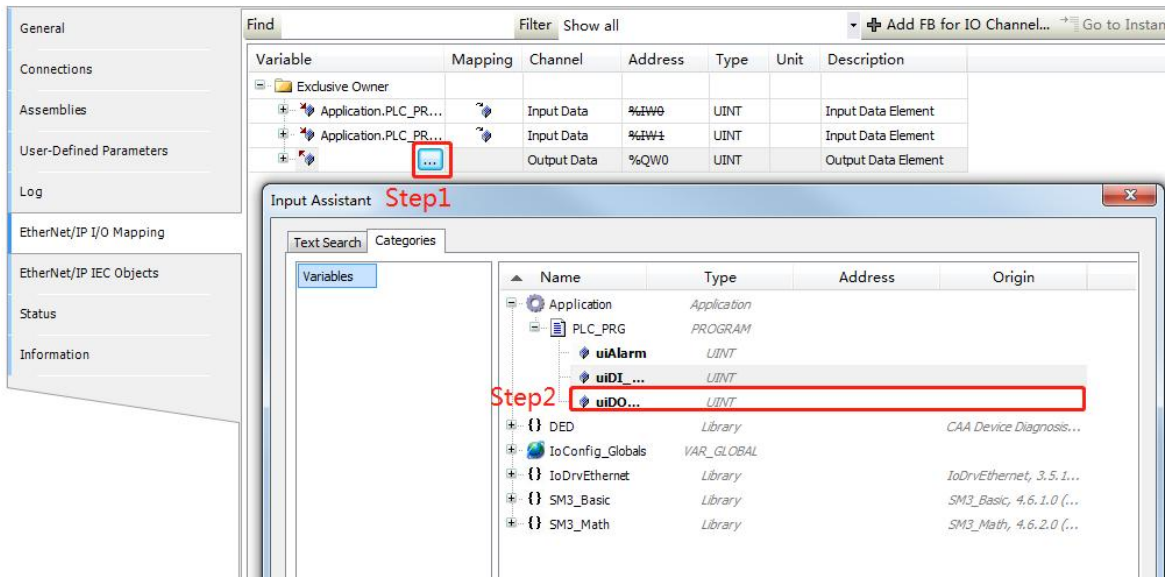 General
Connections
Assemblies
User-Defined Parameters
Log
EtherNet/IP I/O Mapping
EtherNet/IP IEC Objects
Status
Information
Find Filter Show all Add FB for IO Channel... Go to Instan
Variable Mapping Channel Address Type Unit Description
Exclusive Owner
Application.PLC_PR... Input Data %IW0 UINT Input Data Element
Application.PLC_PR... Input Data %IW1 UINT Input Data Element
... Output Data %QW0 UINT Output Data Element
Step1
Input Assistant
Text Search Categories
Variables
Name Type Address Origin
Application Application
PLC_PRG PROGRAM
uiAlarm UINT
uiDI_... UINT
Step2
uiDO... UINT
DED Library CAA Device Diagnosis...
IoConfig_Globals VAR_GLOBAL
IoDrvEthernet Library IoDrvEthernet, 3.5.1...
SM3_Basic Library SM3_Basic, 4.6.1.0 (...
SM3_Math Library SM3_Math, 4.6.2.0 (...